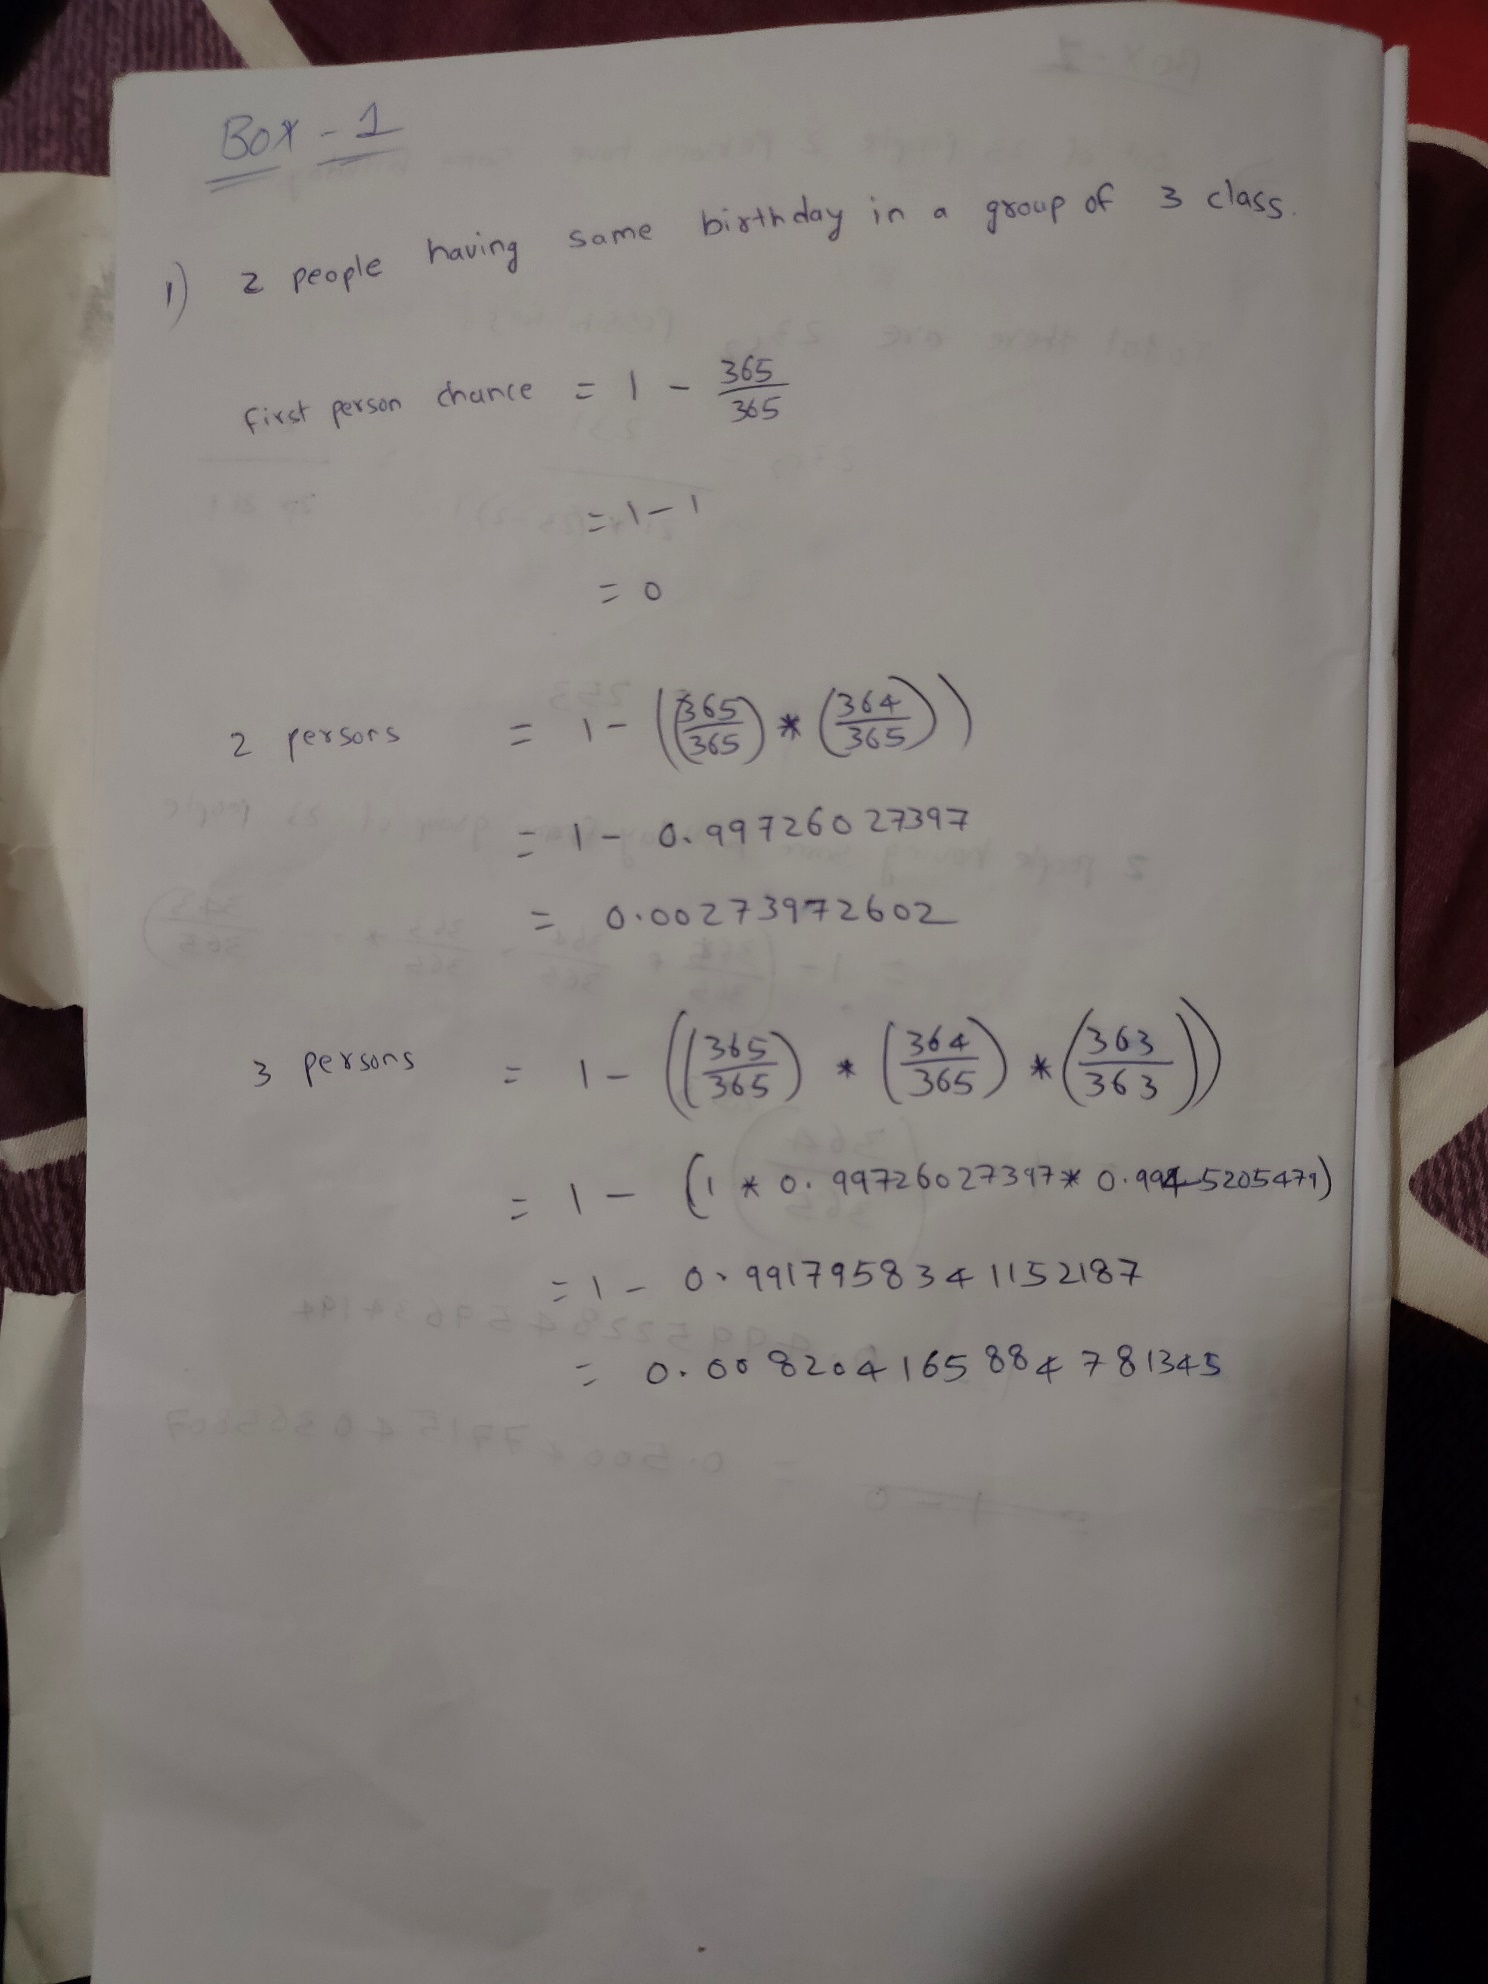 Box - 1
1) 2 people having same birthday in a group of 3 class.
first person chance = 1 - 365/365
= 1 - 1
= 0
2 persons = 1 - ((365/365) * (364/365))
= 1 - 0.99726027397
= 0.00273972602
3 persons = 1 - ((365/365) * (364/365) * (363/363))
= 1 - (1 * 0.99726027397 * 0.9945205479)
= 1 - 0.9917958341152187
= 0.008204165884781345